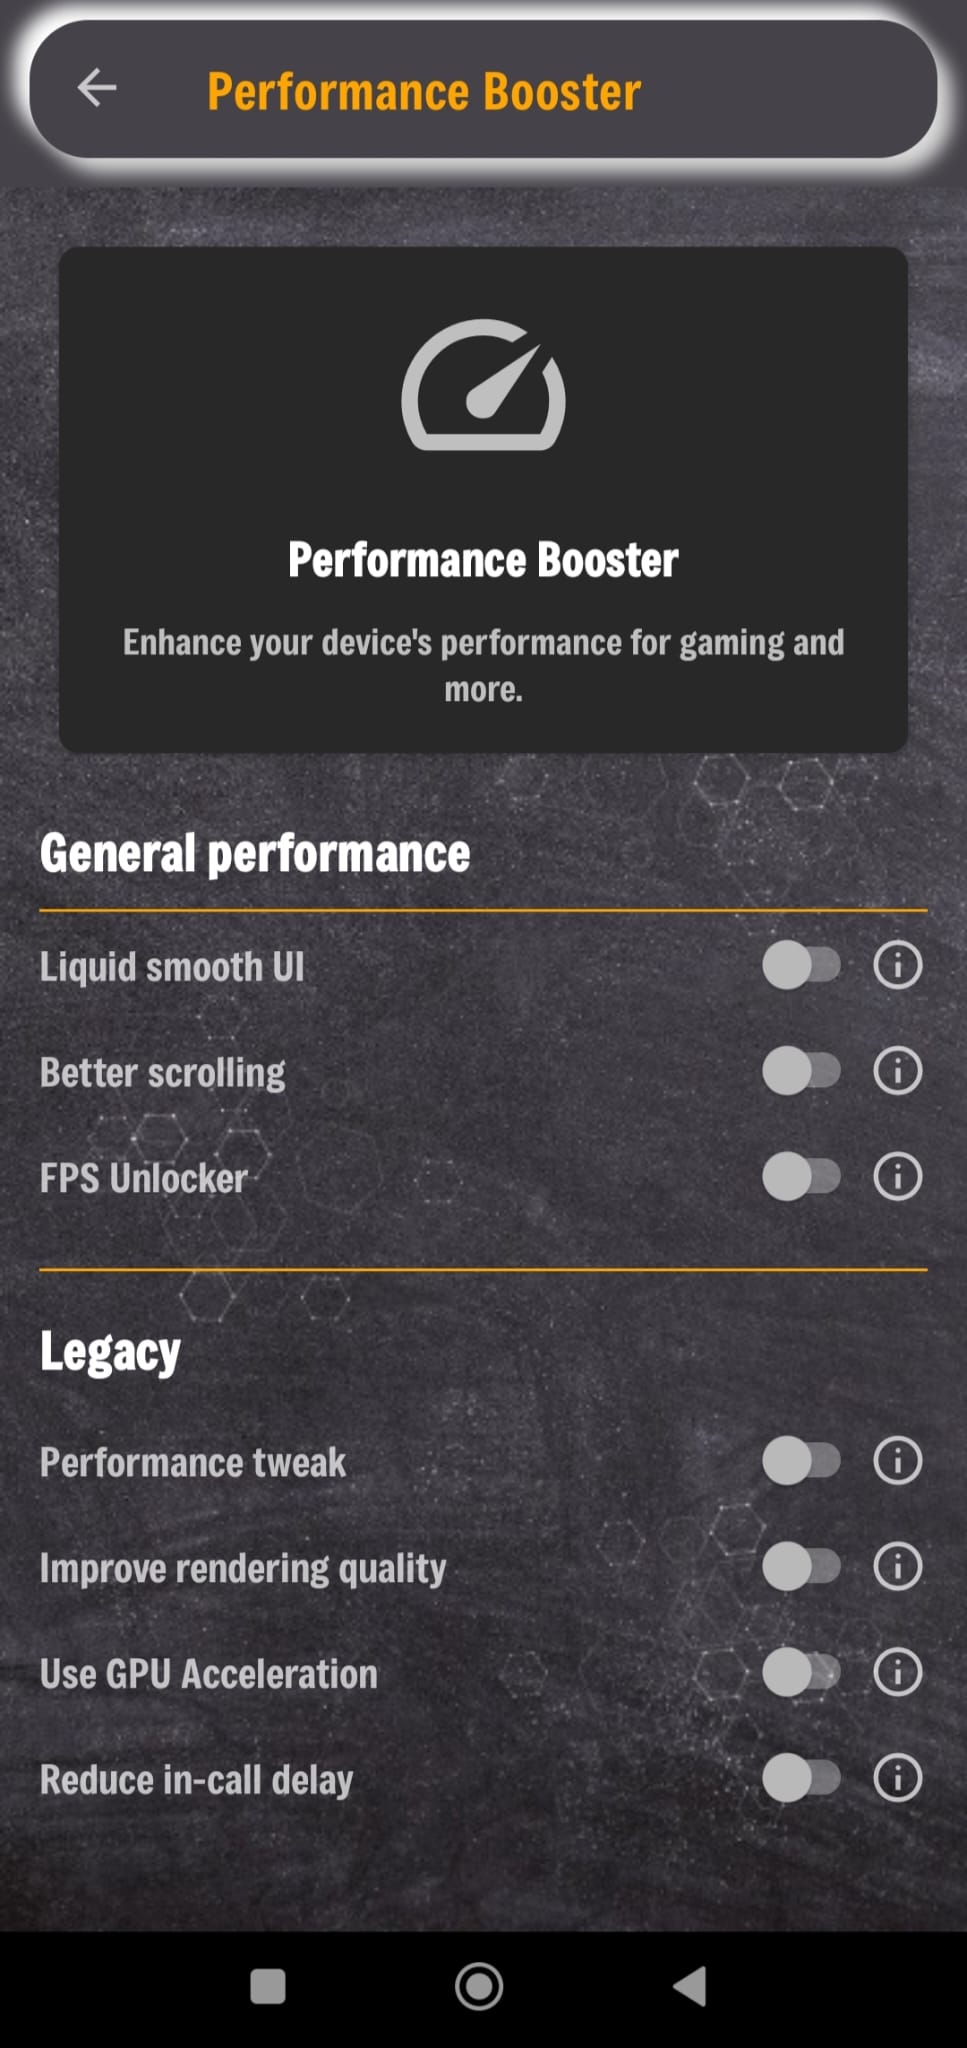 Performance Booster
Performance Booster
Enhance your device's performance for gaming and
more.
General performance
Liquid smooth UI
Better scrolling
FPS Unlocker
Legacy
Performance tweak
Improve rendering quality
Use GPU Acceleration
Reduce in-call delay